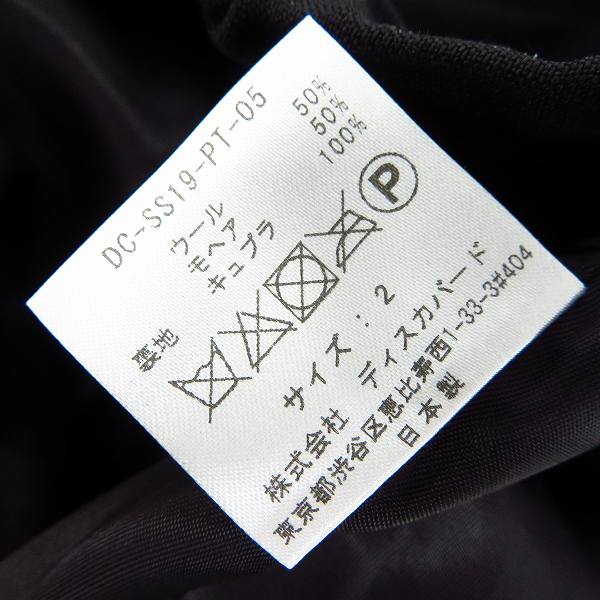 DC-SS19-PT-05
ウール 50%
モヘア 50%
裏地 キュプラ 100%
P
サイズ：2
株式会社 ディスカバード
東京都渋谷区恵比寿西1-33-3#404
日本製